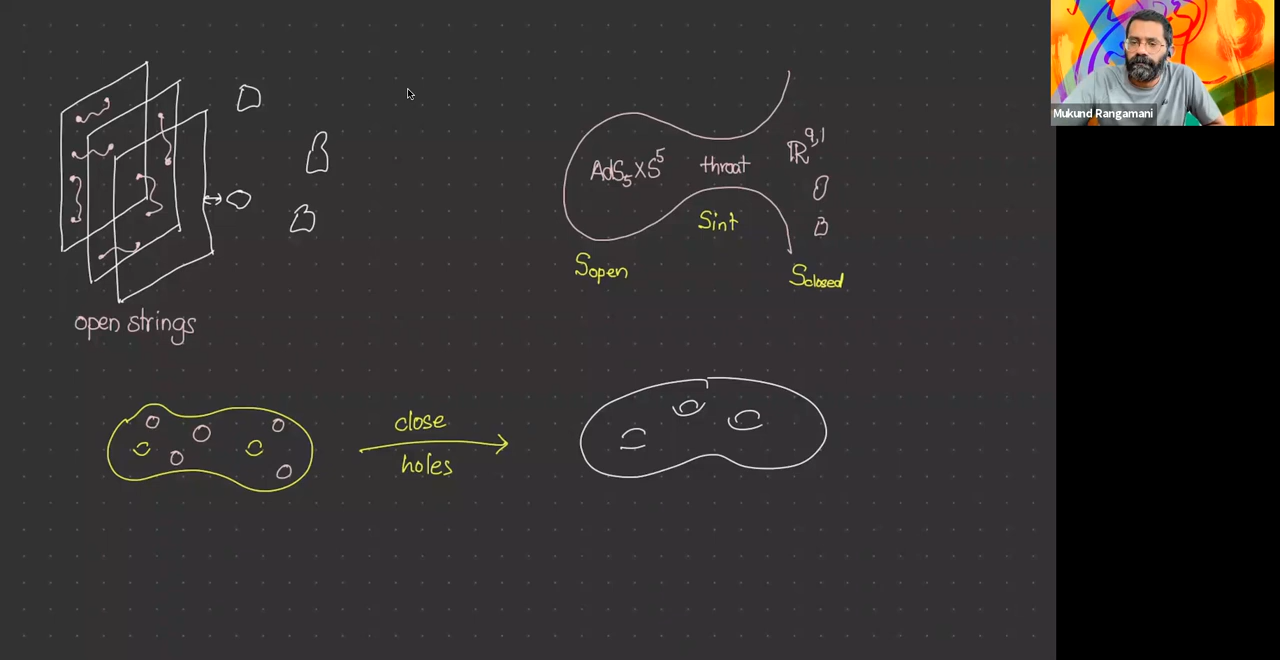 Mukund Rangamani
AdS₅ X S⁵
throat
ℝ⁹,¹
Sint
Sopen
Sclosed
open strings
close
holes